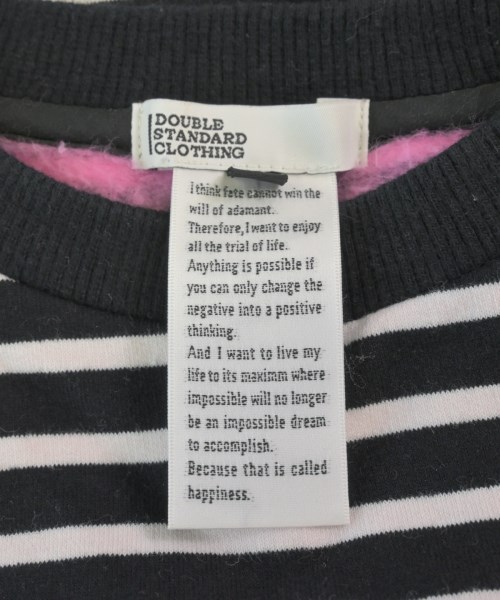 DOUBLE
STANDARD
CLOTHING
I think fate cannot win the
will of adamant.
Therefore, I want to enjoy
all the trial of life.
Anything is possible if
you can only change the
negative into a positive
thinking.
And I want to live my
life to its maximm where
impossible will no longer
be an impossible dream
to accomplish.
Because that is called
happiness.